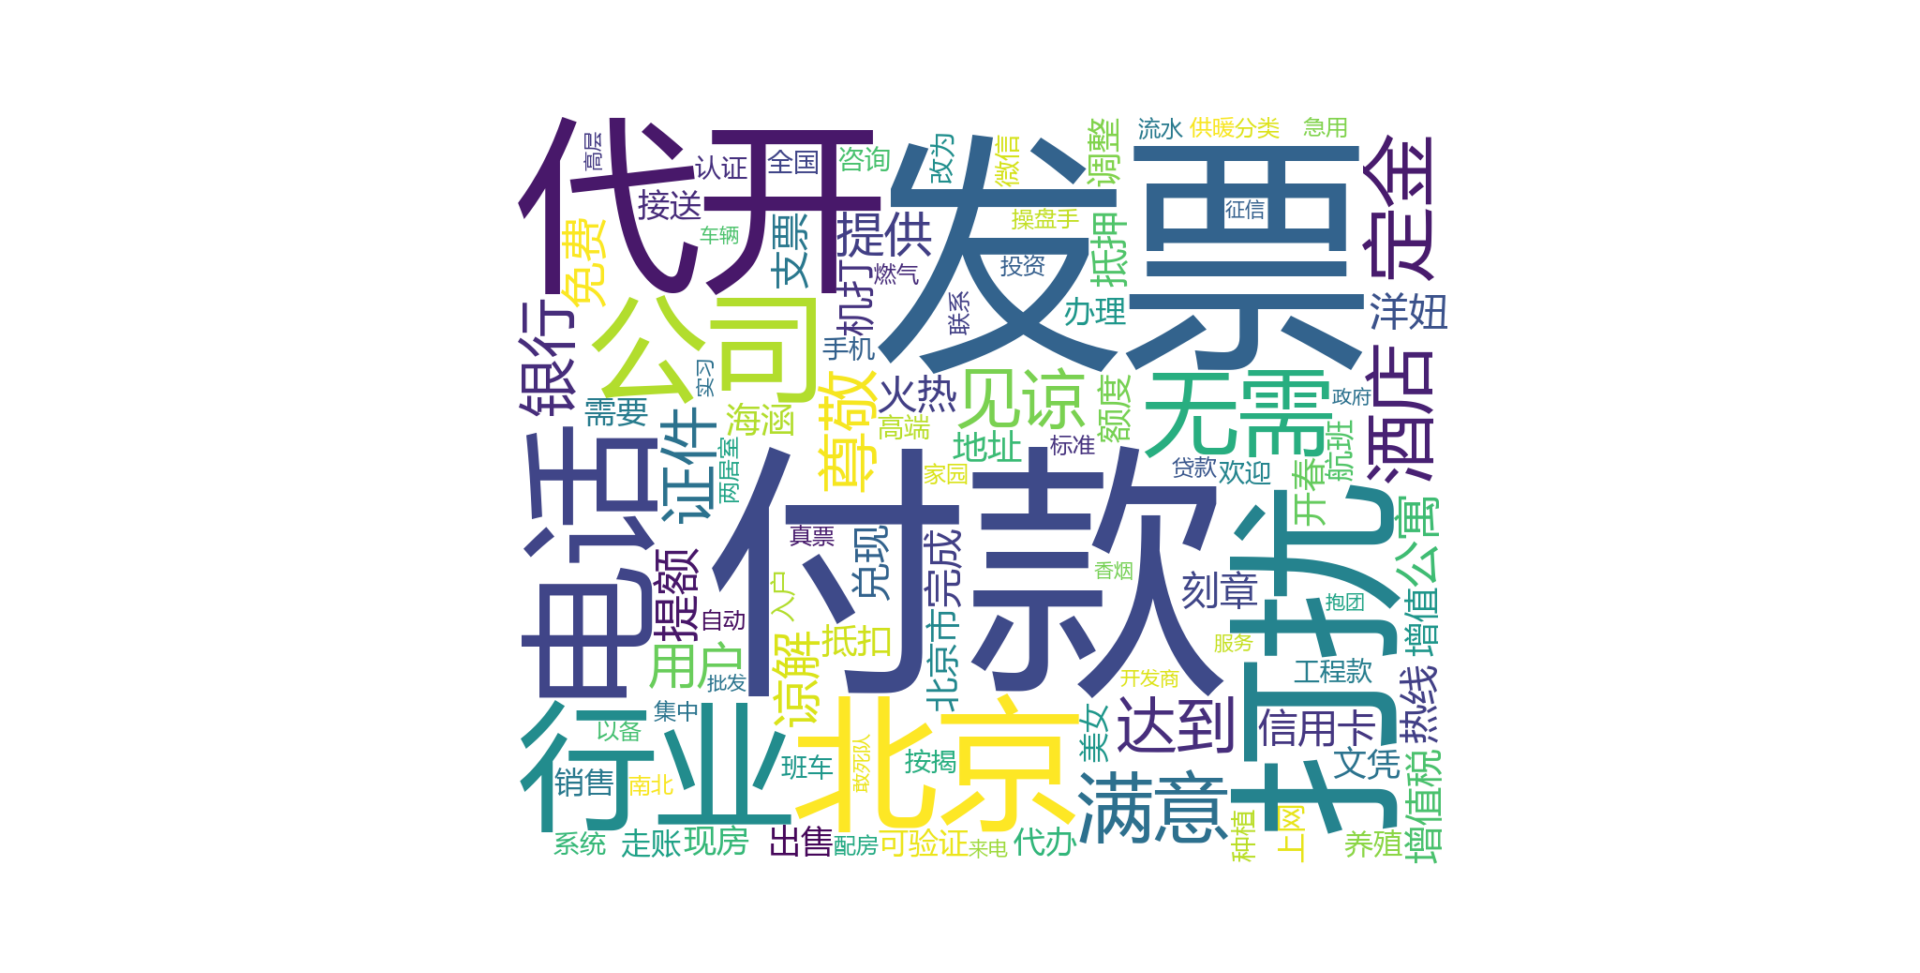 代开
发票
高层
认证
全国
咨询
改为
微信
调整
流水
供暖分类
急用
定金
接送
车辆
支票
提供
操盘手
征信
抵押
免费
机打
燃气
投资
联系
办理
洋妞
银行
公司
手机
实习
尊敬
火热
见谅
额度
无需
酒店
政府
需要
海涵
高端
地址
标准
电话
证件
两居室
付款
家园
贷款
欢迎
开春
航班
打扰
公寓
真票
兑现
完成
香烟
刻章
抱团
提额
自动
入户
增值
用户
批发
谅解
抵扣
北京市
服务
工程款
开发商
热线
行业
集中
以备
北京
敢死队
按揭
美女
达到
信用卡
文凭
销售
南北
班车
满意
增值税
系统
走账
现房
出售
配房
可验证
来电
代办
种植
上网
养殖